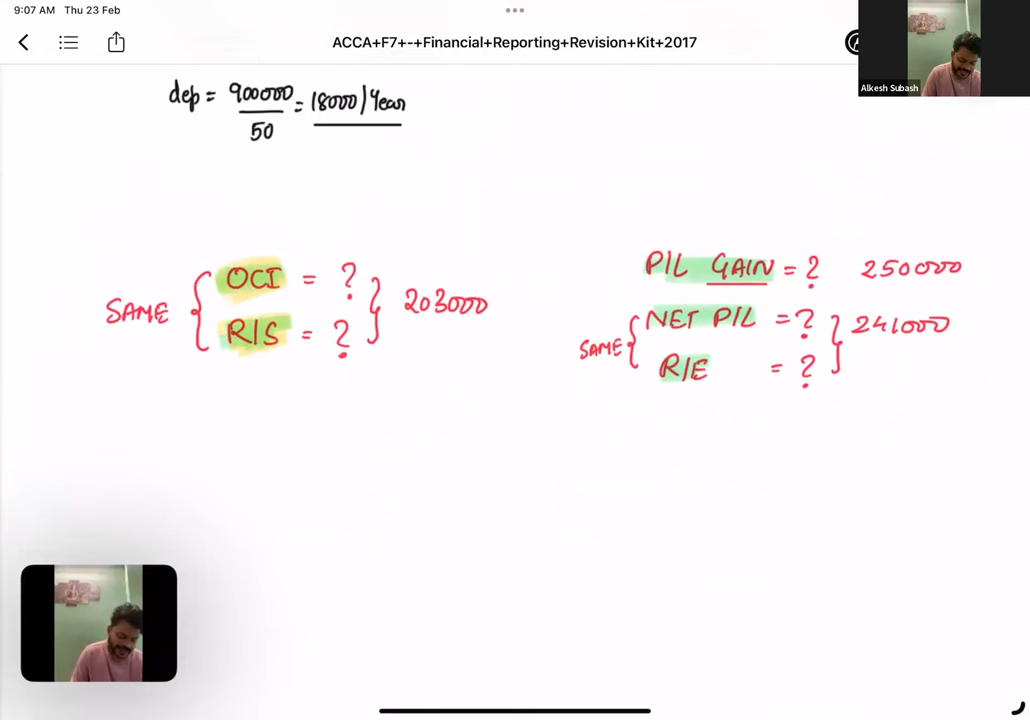 9:07 AM Thu 23 Feb
ACCA+F7+-+Financial+Reporting+Revision+Kit+2017
Alkesh Subash
dep = 900000 / 50 = 18000/Year
SAME
OCI = ?
R/S = ?
203000
P/L GAIN = ? 250000
SAME
NET P/L = ? 241000
R/E = ?